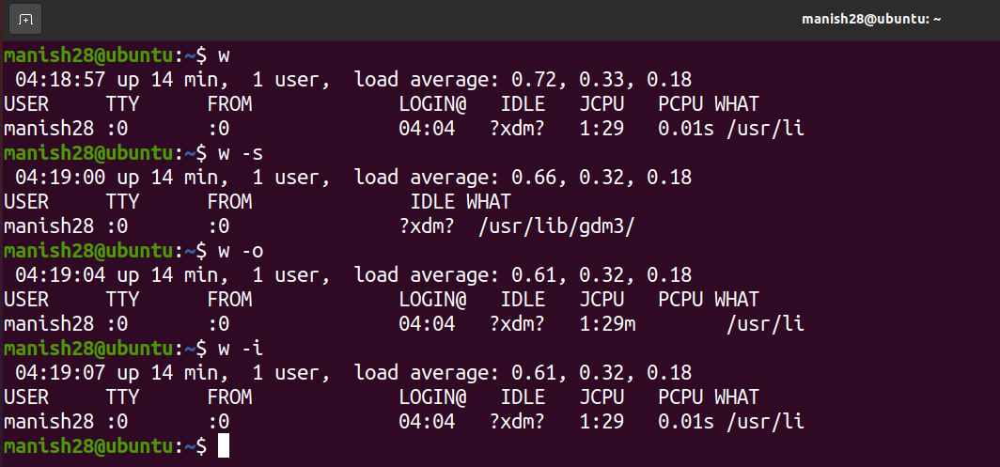 manish28@ubuntu: ~
manish28@ubuntu:~$ w
 04:18:57 up 14 min,  1 user,  load average: 0.72, 0.33, 0.18
USER     TTY      FROM             LOGIN@   IDLE   JCPU   PCPU WHAT
manish28 :0       :0               04:04   ?xdm?   1:29   0.01s /usr/li
manish28@ubuntu:~$ w -s
 04:19:00 up 14 min,  1 user,  load average: 0.66, 0.32, 0.18
USER     TTY      FROM              IDLE WHAT
manish28 :0       :0               ?xdm?  /usr/lib/gdm3/
manish28@ubuntu:~$ w -o
 04:19:04 up 14 min,  1 user,  load average: 0.61, 0.32, 0.18
USER     TTY      FROM             LOGIN@   IDLE   JCPU   PCPU WHAT
manish28 :0       :0               04:04   ?xdm?   1:29m        /usr/li
manish28@ubuntu:~$ w -i
 04:19:07 up 14 min,  1 user,  load average: 0.61, 0.32, 0.18
USER     TTY      FROM             LOGIN@   IDLE   JCPU   PCPU WHAT
manish28 :0       :0               04:04   ?xdm?   1:29   0.01s /usr/li
manish28@ubuntu:~$